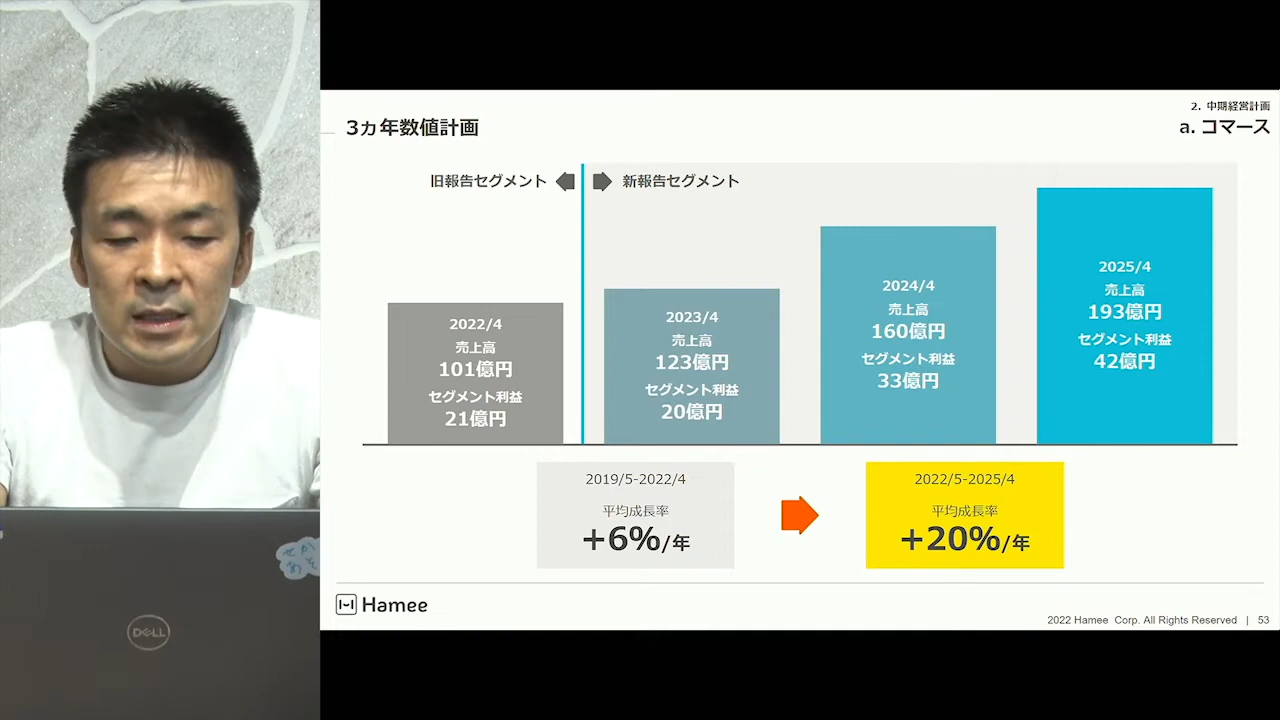 2. 中期経営計画
3ヵ年数値計画
a. コマース
旧報告セグメント
新報告セグメント
2022/4
売上高
101億円
セグメント利益
21億円
2023/4
売上高
123億円
セグメント利益
20億円
2024/4
売上高
160億円
セグメント利益
33億円
2025/4
売上高
193億円
セグメント利益
42億円
2019/5-2022/4
平均成長率
+6%/年
2022/5-2025/4
平均成長率
+20%/年
Hamee
2022 Hamee Corp. All Rights Reserved | 53
DELL